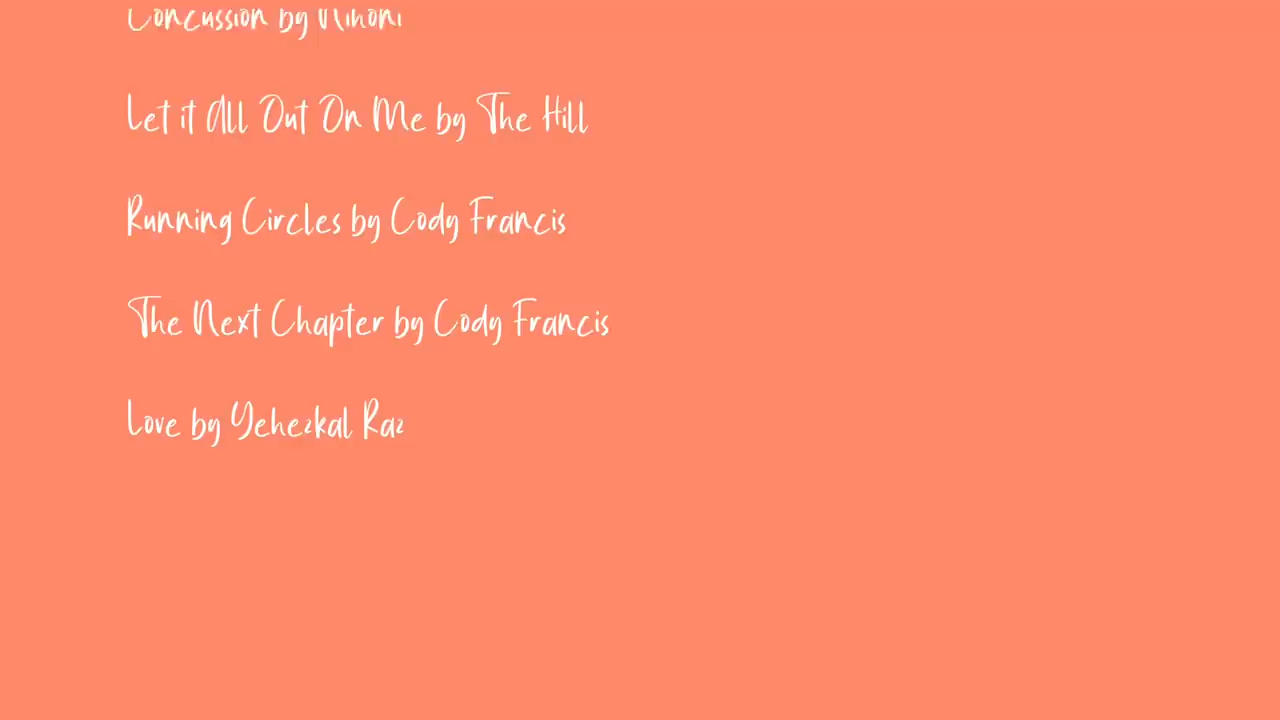 Concussion by Nihoni
Let it All Out On Me by The Hill
Running Circles by Cody Francis
The Next Chapter by Cody Francis
Love by Yehezkal Raz